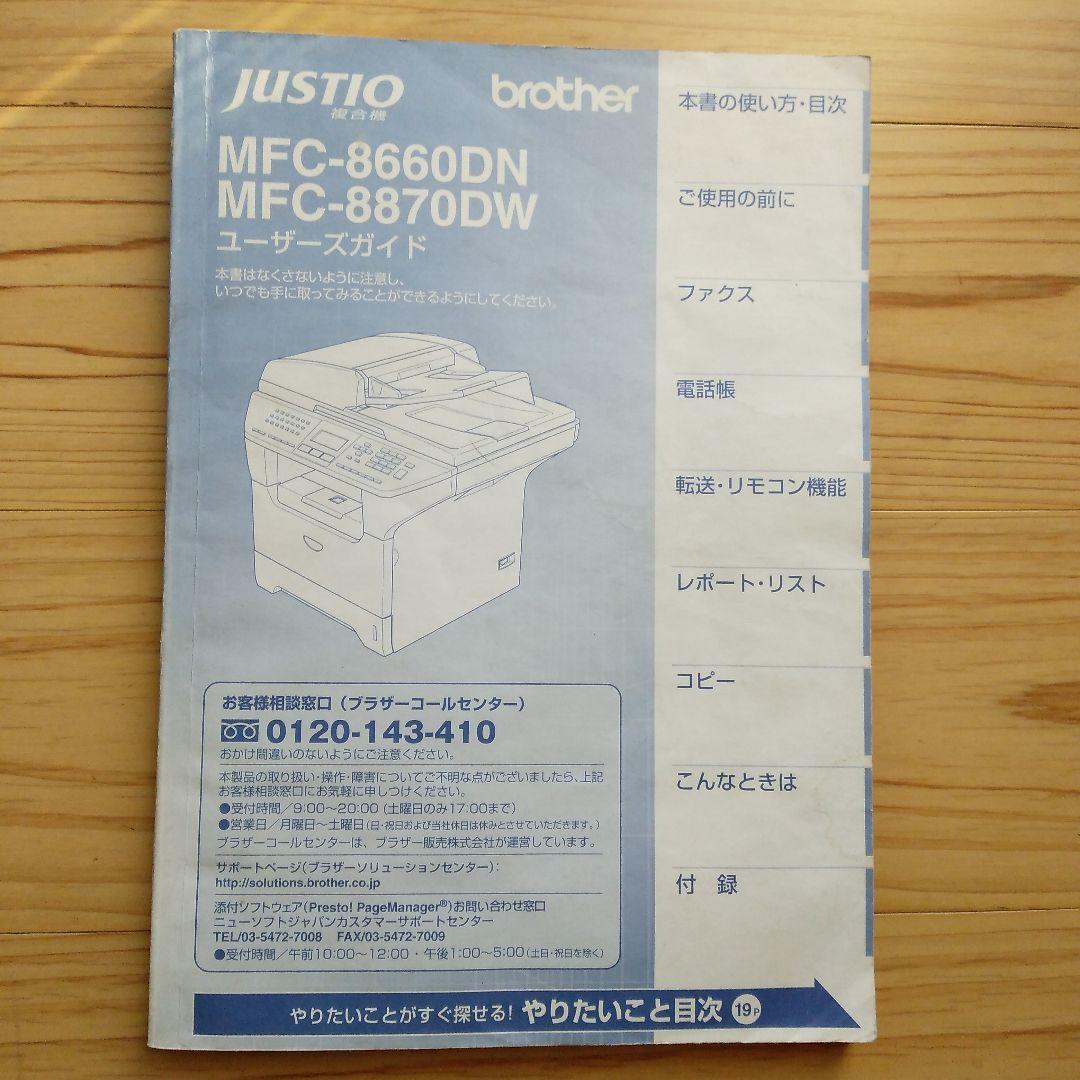 JUSTIO
複合機
brother
MFC-8660DN
MFC-8870DW
ユーザーズガイド
本書はなくさないように注意し、
いつでも手に取ってみることができるようにしてください。
お客様相談窓口（ブラザーコールセンター）
0120-143-410
おかけ間違いのないようにご注意ください。
本製品の取り扱い・操作・障害についてご不明な点がございましたら、上記
お客様相談窓口にお気軽に申しつけください。
●受付時間／9:00～20:00（土曜日のみ17:00まで）
●営業日／月曜日～土曜日（日・祝日および当社休日は休みとさせていただきます。）
ブラザーコールセンターは、ブラザー販売株式会社が運営しています。
サポートページ（ブラザーソリューションセンター）：
http://solutions.brother.co.jp
添付ソフトウェア（Presto! PageManager®）お問い合わせ窓口
ニューソフトジャパンカスタマーサポートセンター
TEL/03-5472-7008 FAX/03-5472-7009
●受付時間／午前10:00～12:00・午後1:00～5:00（土日・祝日を除く）
本書の使い方・目次
ご使用の前に
ファクス
電話帳
転送・リモコン機能
レポート・リスト
コピー
こんなときは
付 録
やりたいことがすぐ探せる！ やりたいこと目次 19P